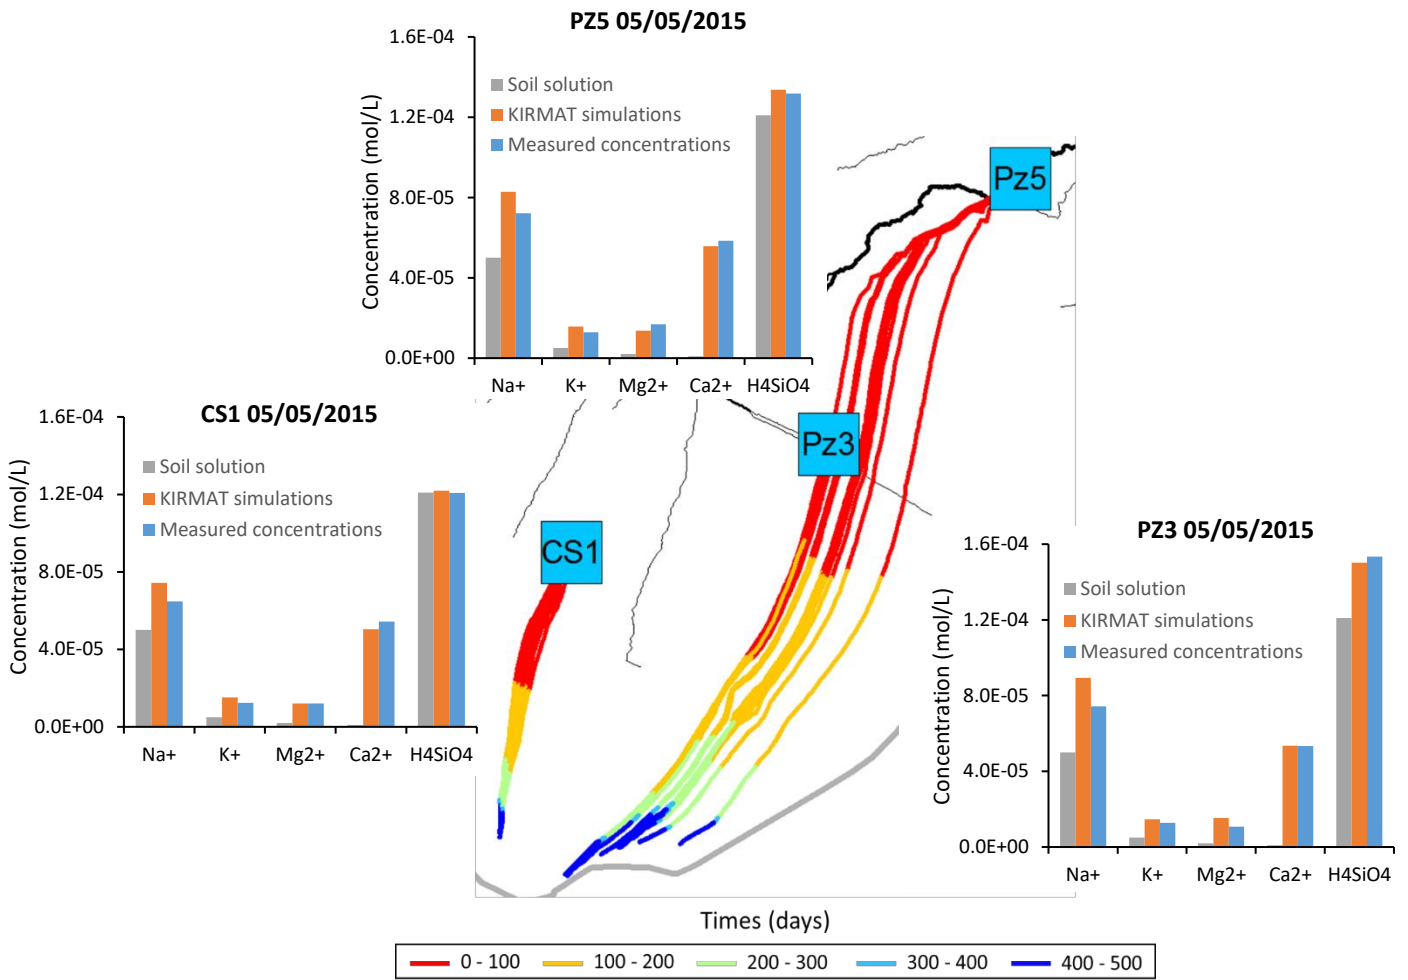 PZ5 05/05/2015
1.6E-04
1.2E-04
8.0E-05
4.0E-05
0.0E+00
Concentration (mol/L)
Soil solution
KIRMAT simulations
Measured concentrations
Na+ K+ Mg2+ Ca2+ H4SiO4
Pz5
Pz3
CS1
CS1 05/05/2015
1.6E-04
1.2E-04
8.0E-05
4.0E-05
0.0E+00
Concentration (mol/L)
Soil solution
KIRMAT simulations
Measured concentrations
Na+ K+ Mg2+ Ca2+ H4SiO4
PZ3 05/05/2015
1.6E-04
1.2E-04
8.0E-05
4.0E-05
0.0E+00
Concentration (mol/L)
Soil solution
KIRMAT simulations
Measured concentrations
Na+ K+ Mg2+ Ca2+ H4SiO4
Times (days)
0 - 100 100 - 200 200 - 300 300 - 400 400 - 500